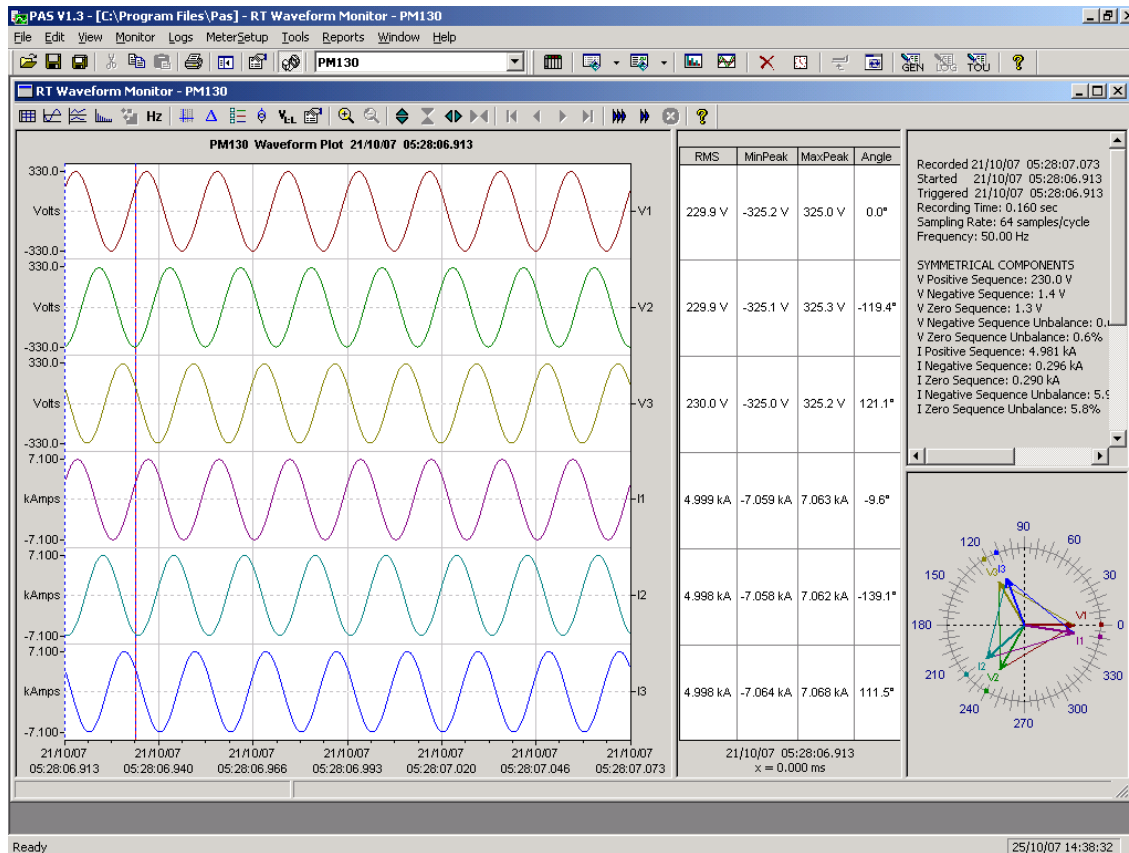 PAS V1.3 - [C:\Program Files\Pas] - RT Waveform Monitor - PM130
File Edit View Monitor Logs MeterSetup Tools Reports Window Help
PM130
GEN LOG TOU
RT Waveform Monitor - PM130
Hz
PM130 Waveform Plot 21/10/07 05:28:06.913
330.0
Volts
-330.0
V1
330.0
Volts
-330.0
V2
330.0
Volts
-330.0
V3
7.100
kAmps
-7.100
I1
7.100
kAmps
-7.100
I2
7.100
kAmps
-7.100
I3
21/10/07 21/10/07 21/10/07 21/10/07 21/10/07 21/10/07 21/10/07
05:28:06.913 05:28:06.940 05:28:06.966 05:28:06.993 05:28:07.020 05:28:07.046 05:28:07.073
RMS MinPeak MaxPeak Angle
229.9 V -325.2 V 325.0 V 0.0°
229.9 V -325.1 V 325.3 V -119.4°
230.0 V -325.0 V 325.2 V 121.1°
4.999 kA -7.059 kA 7.063 kA -9.6°
4.998 kA -7.058 kA 7.062 kA -139.1°
4.998 kA -7.064 kA 7.068 kA 111.5°
21/10/07 05:28:06.913
x = 0.000 ms
Recorded 21/10/07 05:28:07.073
Started 21/10/07 05:28:06.913
Triggered 21/10/07 05:28:06.913
Recording Time: 0.160 sec
Sampling Rate: 64 samples/cycle
Frequency: 50.00 Hz
SYMMETRICAL COMPONENTS
V Positive Sequence: 230.0 V
V Negative Sequence: 1.4 V
V Zero Sequence: 1.3 V
V Negative Sequence Unbalance: 0.
V Zero Sequence Unbalance: 0.6%
I Positive Sequence: 4.981 kA
I Negative Sequence: 0.296 kA
I Zero Sequence: 0.290 kA
I Negative Sequence Unbalance: 5.9
I Zero Sequence Unbalance: 5.8%
90
120 60
150 30
180 0
210 330
240 300
270
V3 I3
V1
I1
I2
V2
Ready
25/10/07 14:38:32